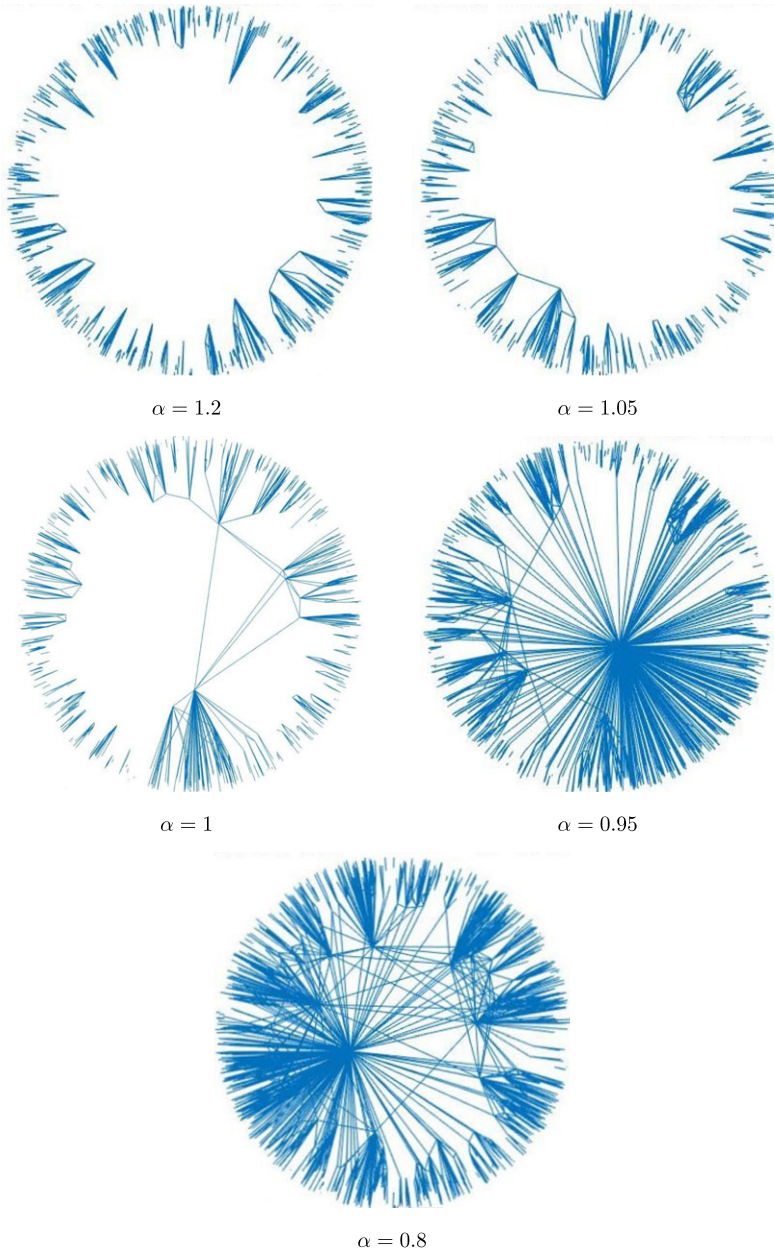 α = 1.2
α = 1.05
α = 1
α = 0.95
α = 0.8